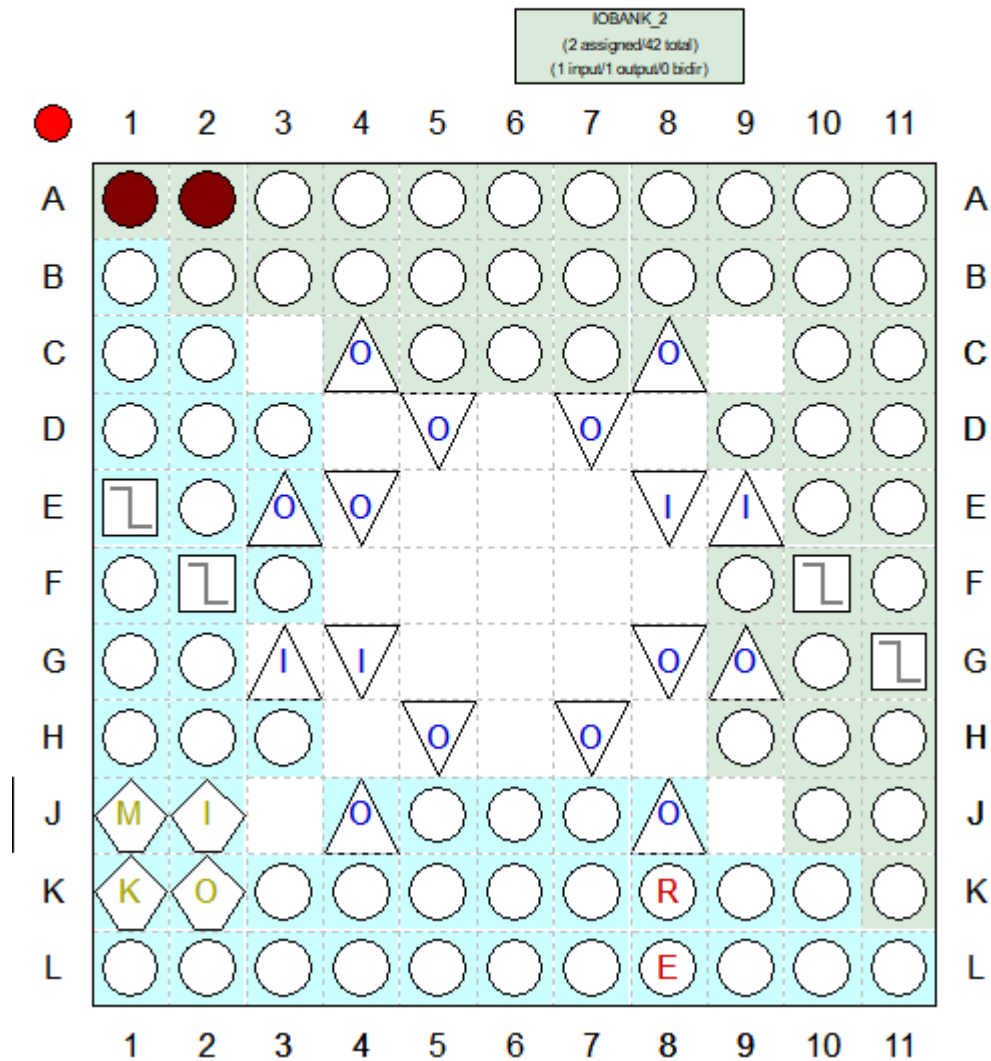 IOBANK_2
(2 assigned/42 total)
(1 input/1 output/0 bidir)
1 2 3 4 5 6 7 8 9 10 11
A A
B B
C O O C
D O O D
E O O I I E
F F
G I I O O G
H O O H
J M I O O J
K K O R K
L E L
1 2 3 4 5 6 7 8 9 10 11